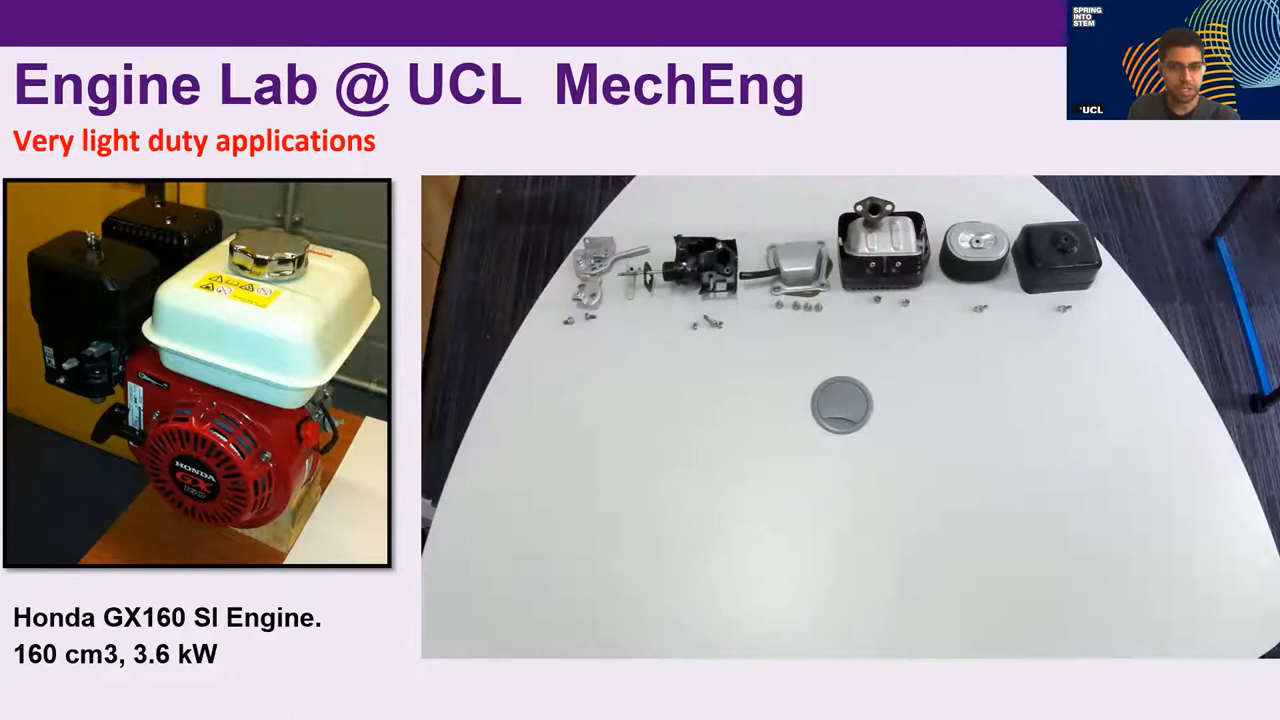 Engine Lab @ UCL MechEng
SPRING
INTO
STEM
UCL
Very light duty applications
HONDA
GX
160
Honda GX160 SI Engine.
160 cm3, 3.6 kW